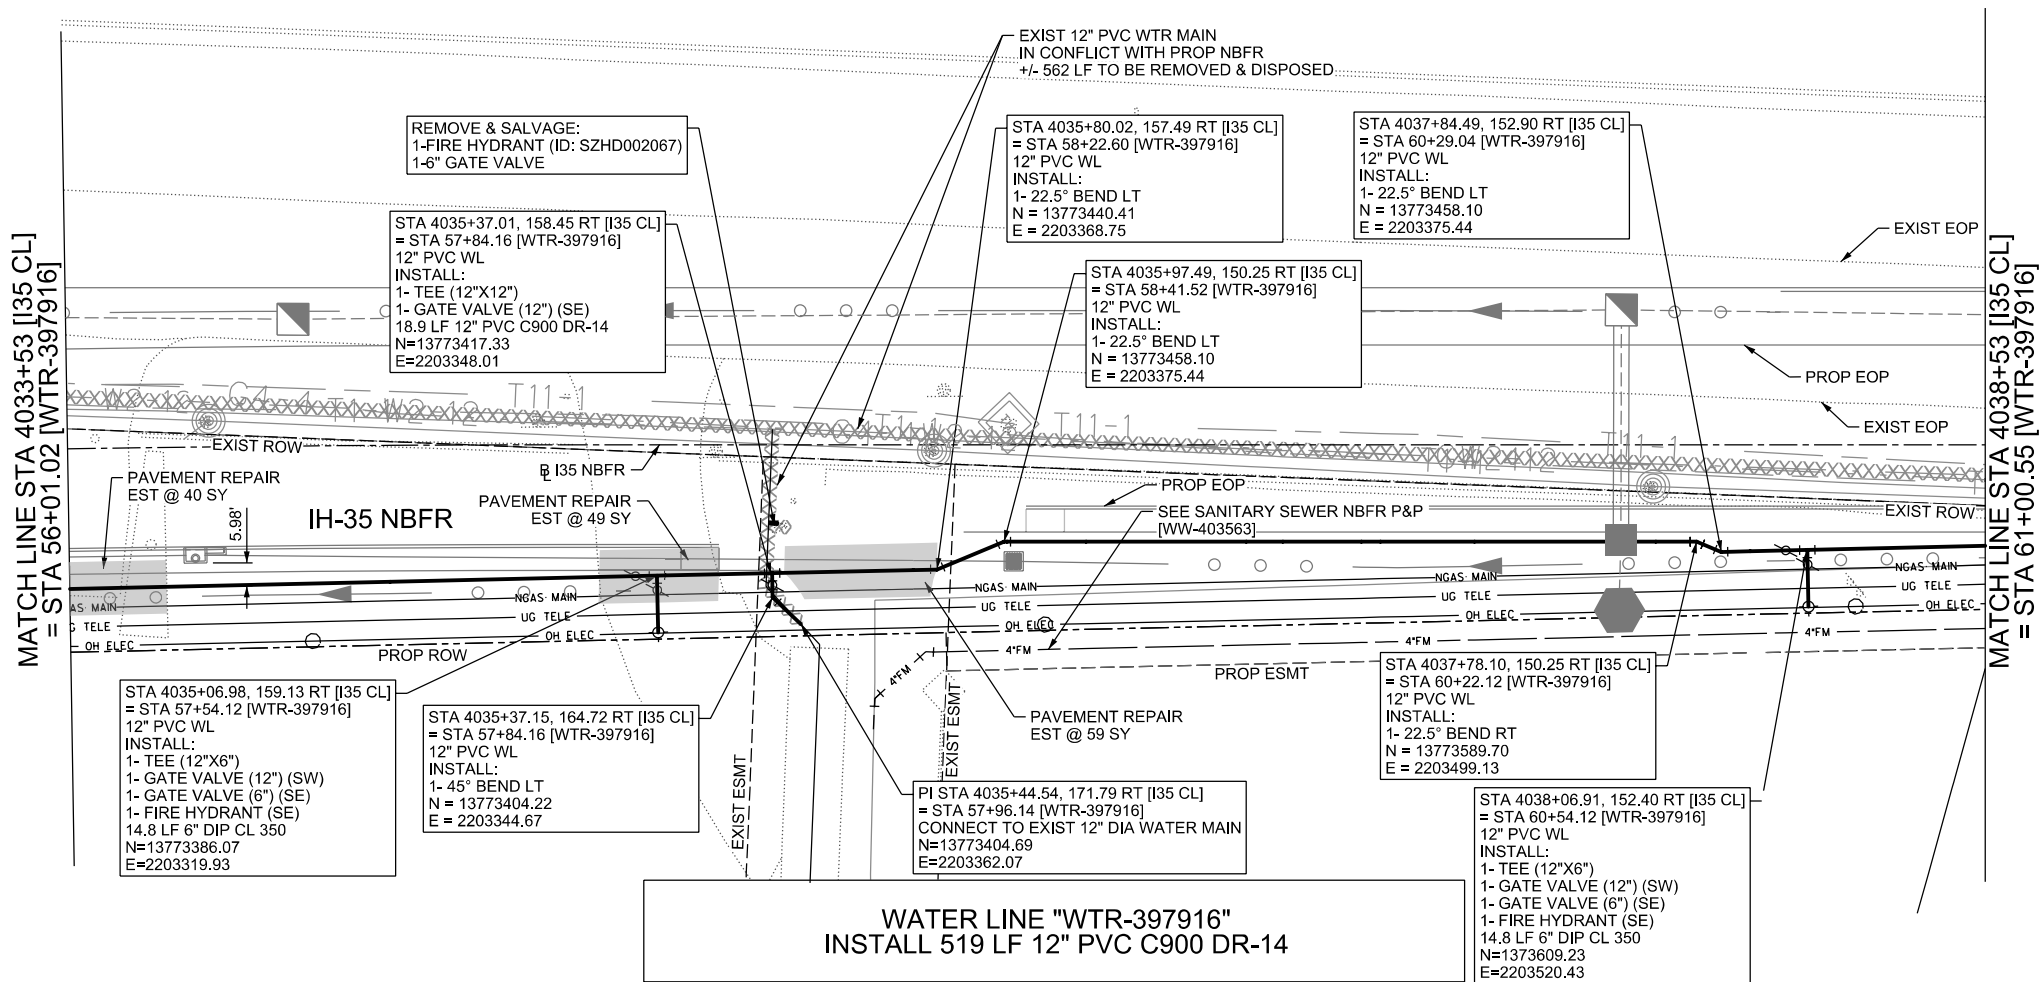 EXIST 12" PVC WTR MAIN
IN CONFLICT WITH PROP NBFR
+/- 562 LF TO BE REMOVED & DISPOSED
REMOVE & SALVAGE:
1-FIRE HYDRANT (ID: SZHD002067)
1-6" GATE VALVE
STA 4035+80.02, 157.49 RT [I35 CL]
= STA 58+22.60 [WTR-397916]
12" PVC WL
INSTALL:
1- 22.5° BEND LT
N = 13773440.41
E = 2203368.75
STA 4037+84.49, 152.90 RT [I35 CL]
= STA 60+29.04 [WTR-397916]
12" PVC WL
INSTALL:
1- 22.5° BEND LT
N = 13773458.10
E = 2203375.44
STA 4035+37.01, 158.45 RT [I35 CL]
= STA 57+84.16 [WTR-397916]
12" PVC WL
INSTALL:
1- TEE (12"X12")
1- GATE VALVE (12") (SE)
18.9 LF 12" PVC C900 DR-14
N=13773417.33
E=2203348.01
STA 4035+97.49, 150.25 RT [I35 CL]
= STA 58+41.52 [WTR-397916]
12" PVC WL
INSTALL:
1- 22.5° BEND LT
N = 13773458.10
E = 2203375.44
EXIST EOP
PROP EOP
EXIST EOP
MATCH LINE STA 4033+53 [I35 CL]
= STA 56+01.02 [WTR-397916]
MATCH LINE STA 4038+53 [I35 CL]
= STA 61+00.55 [WTR-397916]
T11-1
T11-1
T11-1
EXIST ROW
B I35 NBFR
PAVEMENT REPAIR
EST @ 40 SY
5.98'
IH-35 NBFR
PAVEMENT REPAIR
EST @ 49 SY
PROP EOP
SEE SANITARY SEWER NBFR P&P
[WW-403563]
EXIST ROW
AS MAIN
G TELE
OH ELEC
NGAS MAIN
UG TELE
OH ELEC
NGAS MAIN
UG TELE
OH ELEC
NGAS MAIN
UG TELE
NGAS MAIN
UG TELE
OH ELEC
PROP ROW
4"FM
4"FM
4"FM
4"FM
PROP ESMT
EXIST ESMT
EXIST ESMT
PAVEMENT REPAIR
EST @ 59 SY
STA 4035+06.98, 159.13 RT [I35 CL]
= STA 57+54.12 [WTR-397916]
12" PVC WL
INSTALL:
1- TEE (12"X6")
1- GATE VALVE (12") (SW)
1- GATE VALVE (6") (SE)
1- FIRE HYDRANT (SE)
14.8 LF 6" DIP CL 350
N=13773386.07
E=2203319.93
STA 4035+37.15, 164.72 RT [I35 CL]
= STA 57+84.16 [WTR-397916]
12" PVC WL
INSTALL:
1- 45° BEND LT
N = 13773404.22
E = 2203344.67
PI STA 4035+44.54, 171.79 RT [I35 CL]
= STA 57+96.14 [WTR-397916]
CONNECT TO EXIST 12" DIA WATER MAIN
N=13773404.69
E=2203362.07
STA 4037+78.10, 150.25 RT [I35 CL]
= STA 60+22.12 [WTR-397916]
12" PVC WL
INSTALL:
1- 22.5° BEND RT
N = 13773589.70
E = 2203499.13
STA 4038+06.91, 152.40 RT [I35 CL]
= STA 60+54.12 [WTR-397916]
12" PVC WL
INSTALL:
1- TEE (12"X6")
1- GATE VALVE (12") (SW)
1- GATE VALVE (6") (SE)
1- FIRE HYDRANT (SE)
14.8 LF 6" DIP CL 350
N=1373609.23
E=2203520.43
WATER LINE "WTR-397916"
INSTALL 519 LF 12" PVC C900 DR-14